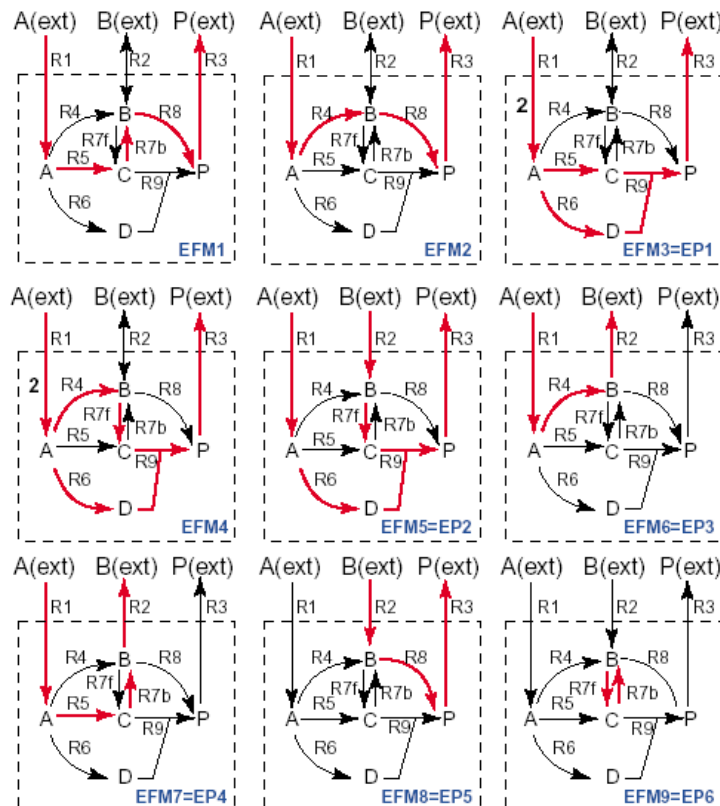 A(ext) B(ext) P(ext)
R1 R2 R3
R4 B R8
R7f R7b
A R5 C R9 P
R6 D
EFM1
A(ext) B(ext) P(ext)
R1 R2 R3
R4 B R8
R7f R7b
A R5 C R9 P
R6 D
EFM2
A(ext) B(ext) P(ext)
R1 R2 R3
2 R4 B R8
R7f R7b
A R5 C R9 P
R6 D
EFM3=EP1
A(ext) B(ext) P(ext)
R1 R2 R3
2 R4 B R8
R7f R7b
A R5 C R9 P
R6 D
EFM4
A(ext) B(ext) P(ext)
R1 R2 R3
R4 B R8
R7f R7b
A R5 C R9 P
R6 D
EFM5=EP2
A(ext) B(ext) P(ext)
R1 R2 R3
R4 B R8
R7f R7b
A R5 C R9 P
R6 D
EFM6=EP3
A(ext) B(ext) P(ext)
R1 R2 R3
R4 B R8
R7f R7b
A R5 C R9 P
R6 D
EFM7=EP4
A(ext) B(ext) P(ext)
R1 R2 R3
R4 B R8
R7f R7b
A R5 C R9 P
R6 D
EFM8=EP5
A(ext) B(ext) P(ext)
R1 R2 R3
R4 B R8
R7f R7b
A R5 C R9 P
R6 D
EFM9=EP6